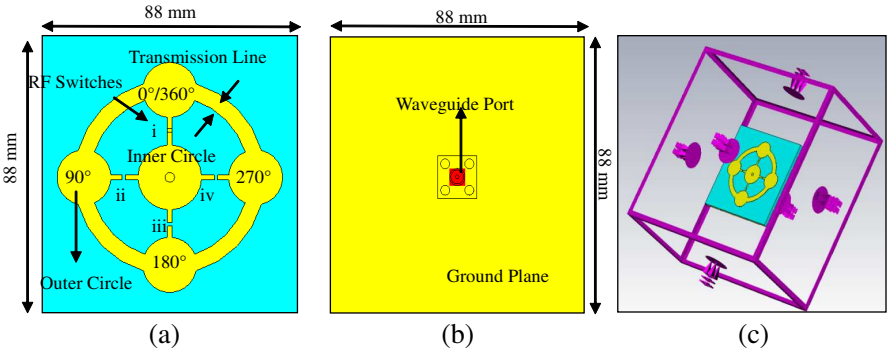 88 mm
88 mm
Transmission Line
RF Switches
0°/360°
i
Inner Circle
90°
270°
ii
iv
iii
180°
Outer Circle
(a)
88 mm
88 mm
Waveguide Port
Ground Plane
(b)
(c)